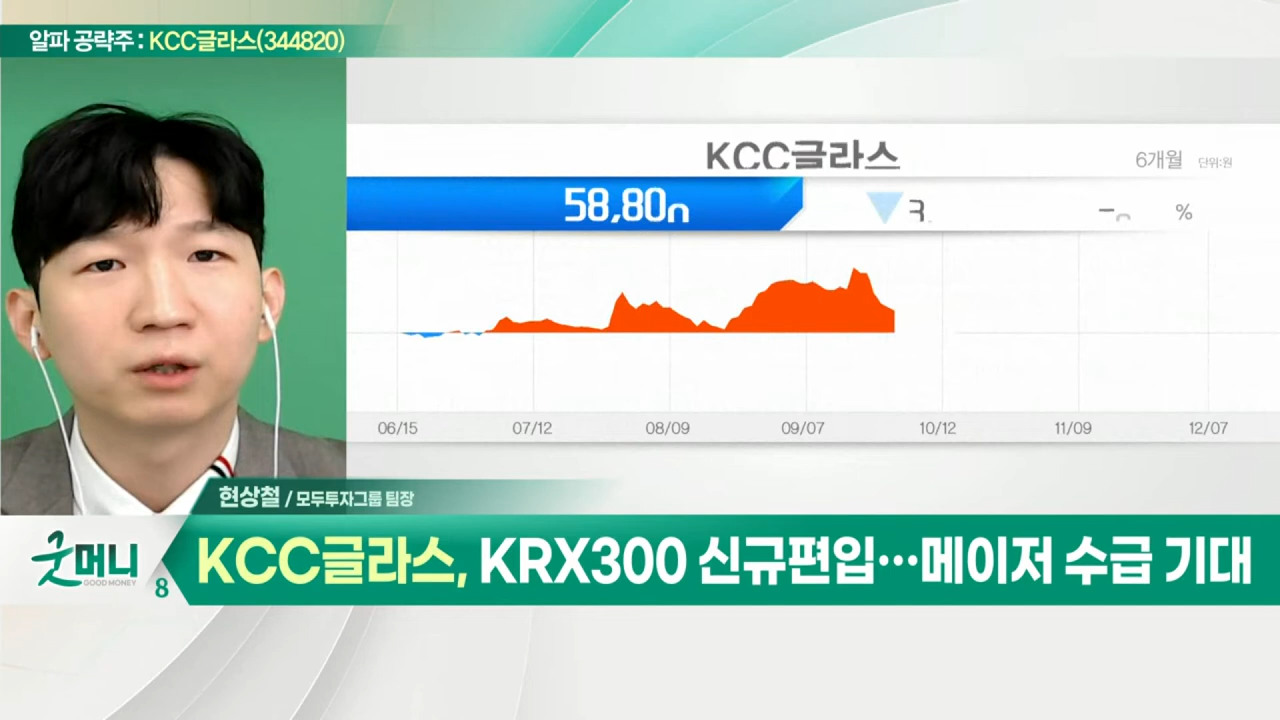 알파 공략주 : KCC글라스(344820)
KCC글라스
6개월 단위:원
58,80
%
06/15 07/12 08/09 09/07 10/12 11/09 12/07
현상철 / 모두투자그룹 팀장
굿머니
GOOD MONEY
8
KCC글라스, KRX300 신규편입…메이저 수급 기대